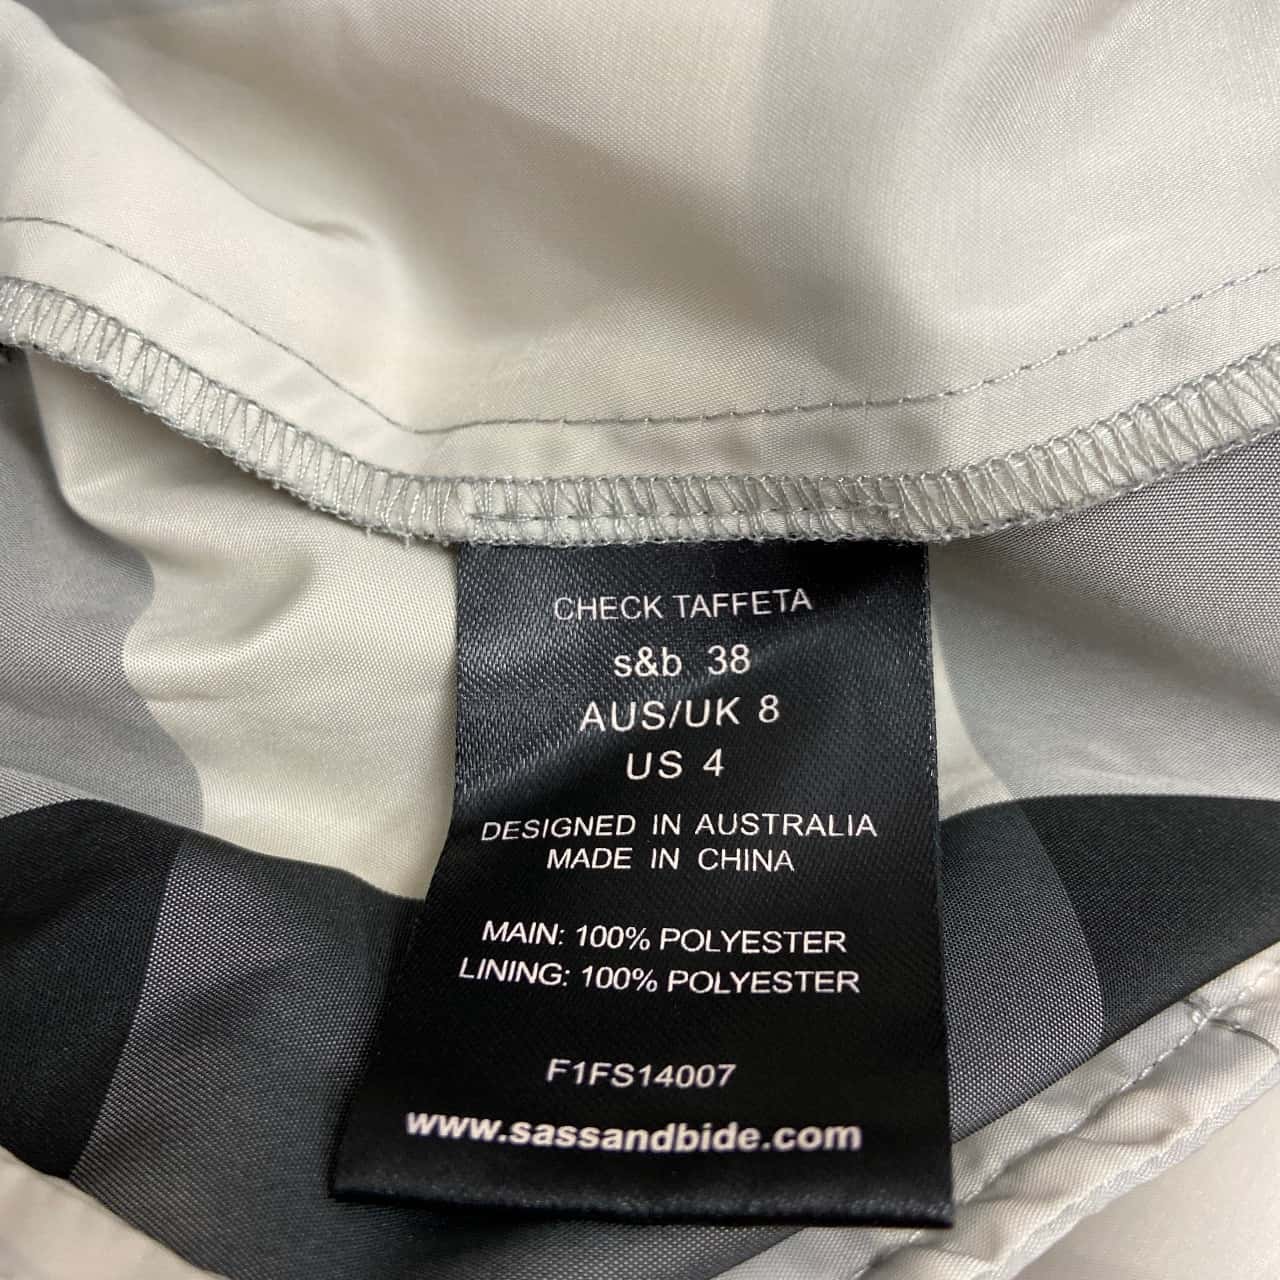 CHECK TAFFETA
s&b 38
AUS/UK 8
US 4
DESIGNED IN AUSTRALIA
MADE IN CHINA
MAIN: 100% POLYESTER
LINING: 100% POLYESTER
F1FS14007
www.sassandbide.com